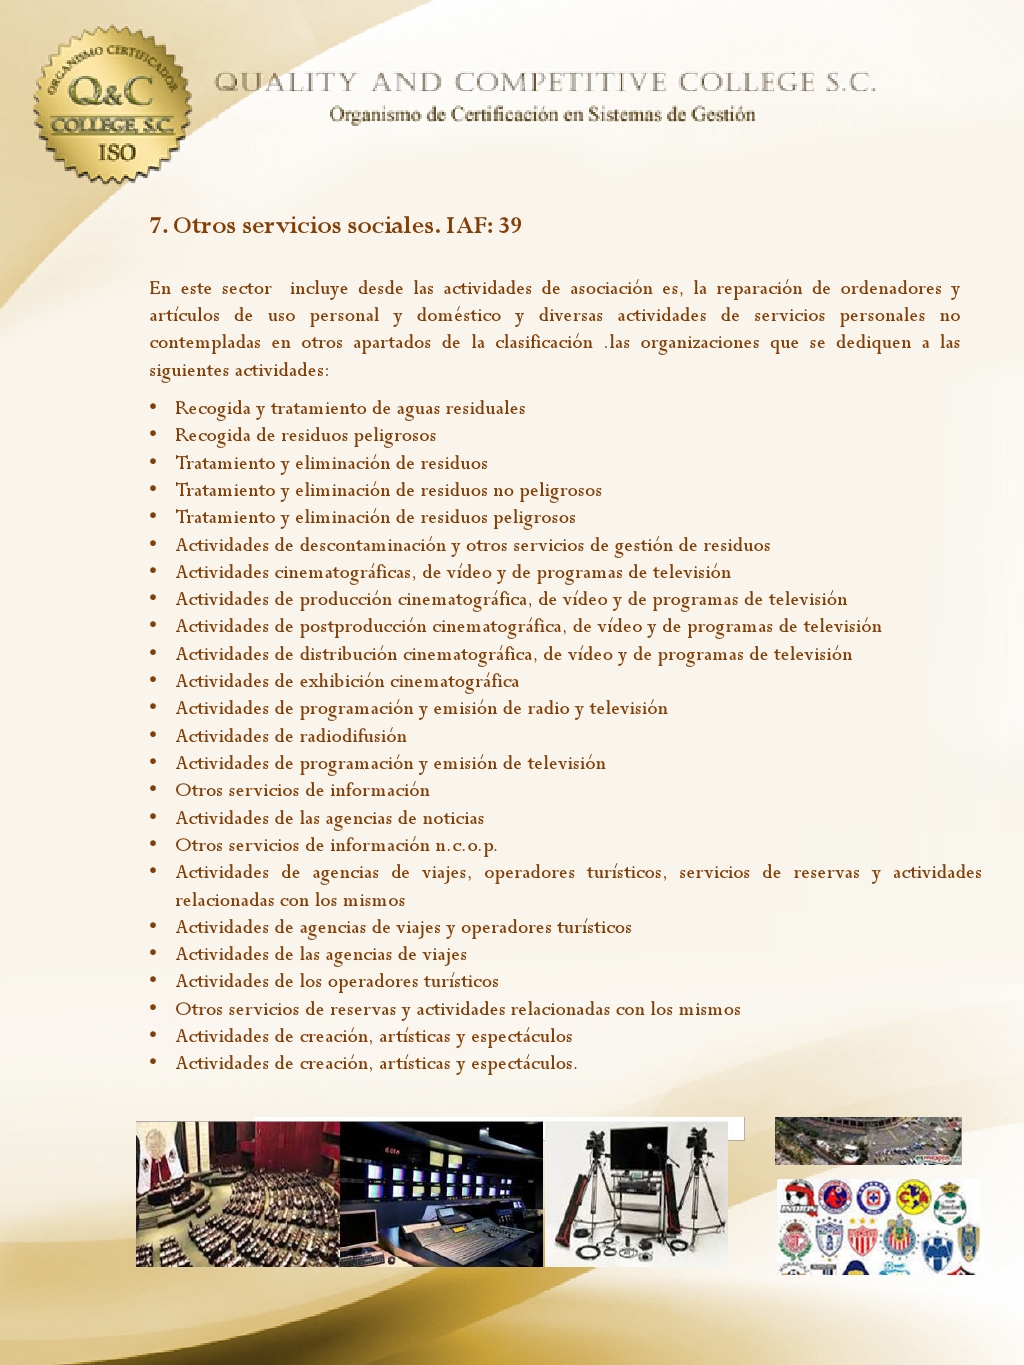 ORGANISMO CERTIFICADOR
Q&C
COLLEGE, S.C.
ISO
QUALITY AND COMPETITIVE COLLEGE S.C.
Organismo de Certificación en Sistemas de Gestión
7. Otros servicios sociales. IAF: 39
En este sector incluye desde las actividades de asociación es, la reparación de ordenadores y
artículos de uso personal y doméstico y diversas actividades de servicios personales no
contempladas en otros apartados de la clasificación .las organizaciones que se dediquen a las
siguientes actividades:
• Recogida y tratamiento de aguas residuales
• Recogida de residuos peligrosos
• Tratamiento y eliminación de residuos
• Tratamiento y eliminación de residuos no peligrosos
• Tratamiento y eliminación de residuos peligrosos
• Actividades de descontaminación y otros servicios de gestión de residuos
• Actividades cinematográficas, de vídeo y de programas de televisión
• Actividades de producción cinematográfica, de vídeo y de programas de televisión
• Actividades de postproducción cinematográfica, de vídeo y de programas de televisión
• Actividades de distribución cinematográfica, de vídeo y de programas de televisión
• Actividades de exhibición cinematográfica
• Actividades de programación y emisión de radio y televisión
• Actividades de radiodifusión
• Actividades de programación y emisión de televisión
• Otros servicios de información
• Actividades de las agencias de noticias
• Otros servicios de información n.c.o.p.
• Actividades de agencias de viajes, operadores turísticos, servicios de reservas y actividades
relacionadas con los mismos
• Actividades de agencias de viajes y operadores turísticos
• Actividades de las agencias de viajes
• Actividades de los operadores turísticos
• Otros servicios de reservas y actividades relacionadas con los mismos
• Actividades de creación, artísticas y espectáculos
• Actividades de creación, artísticas y espectáculos.
INDIOS